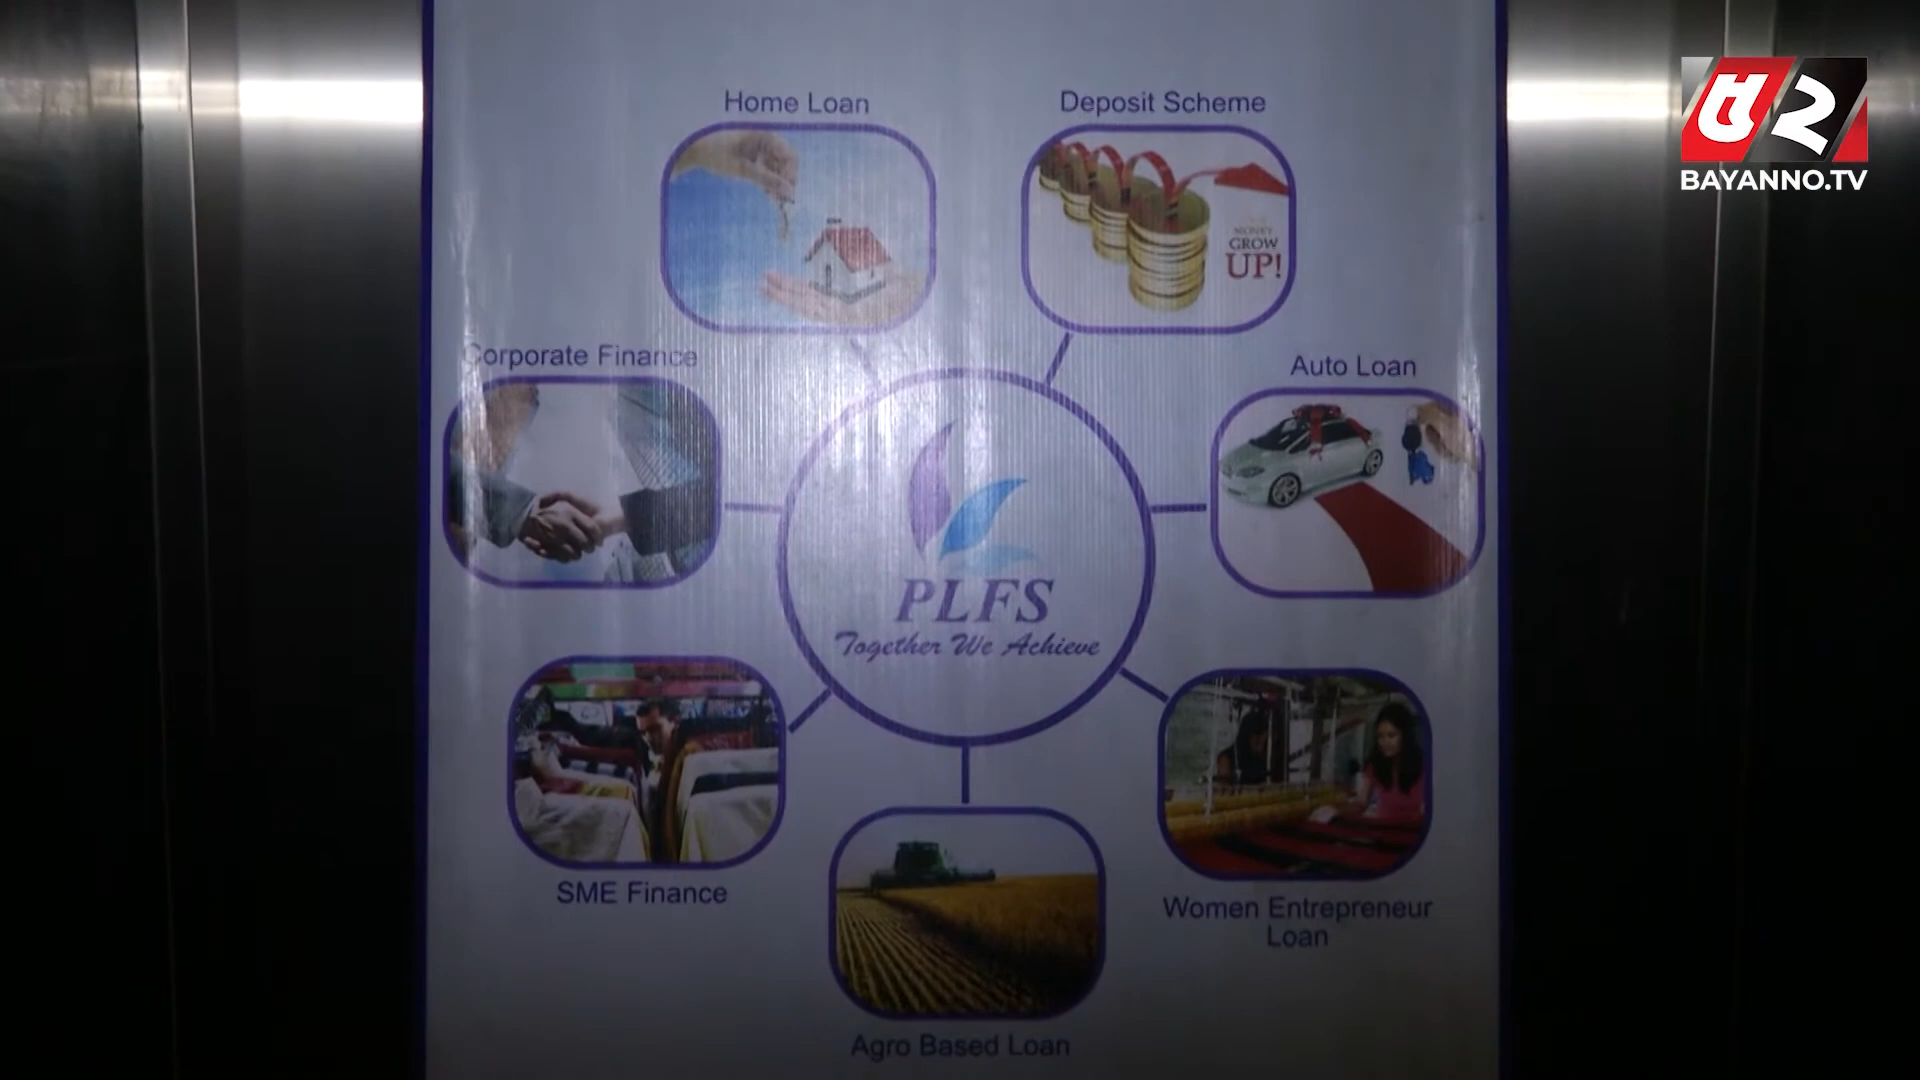 Home Loan
Deposit Scheme
৫২
BAYANNO.TV
MONEY
GROW
UP!
Corporate Finance
Auto Loan
PLFS
Together We Achieve
SME Finance
Women Entrepreneur
Loan
Agro Based Loan